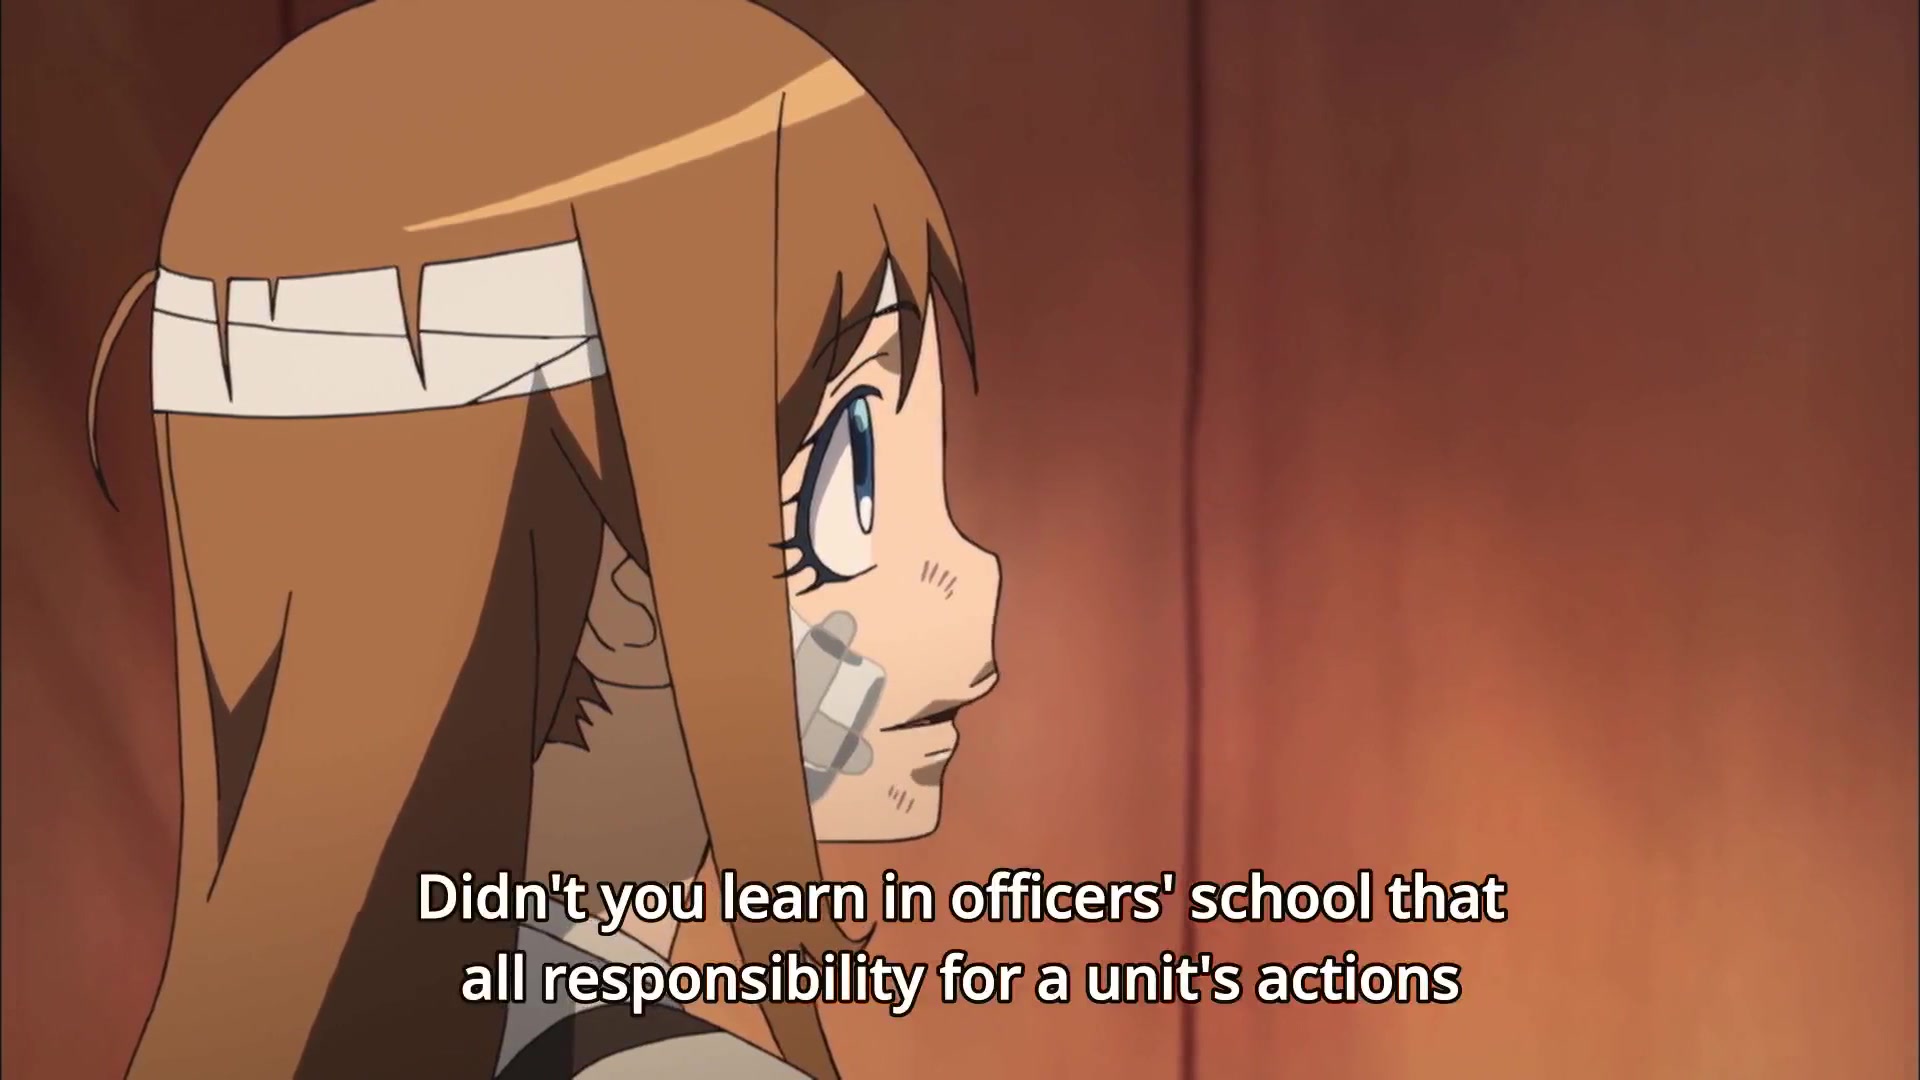 Didn't you learn in officers' school that
all responsibility for a unit's actions